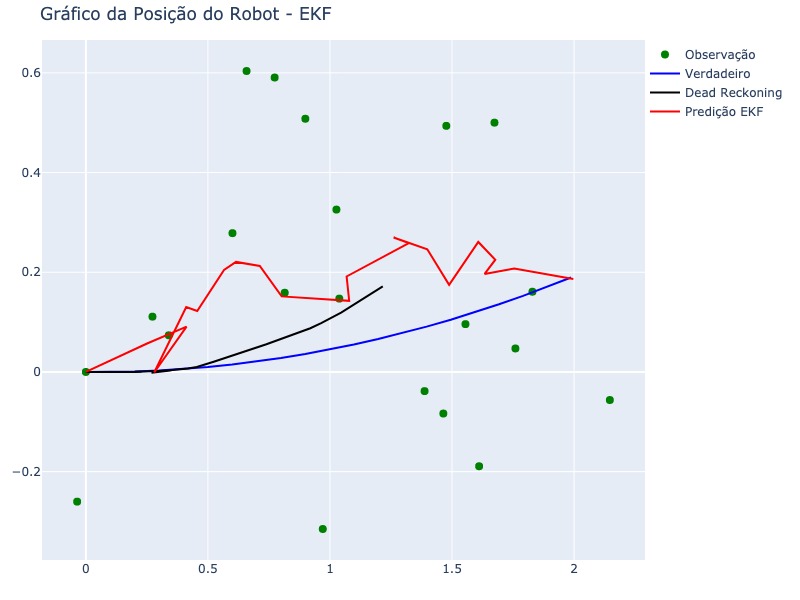 Gráfico da Posição do Robot - EKF
Observação
Verdadeiro
Dead Reckoning
Predição EKF
0.6
0.4
0.2
0
−0.2
0 0.5 1 1.5 2